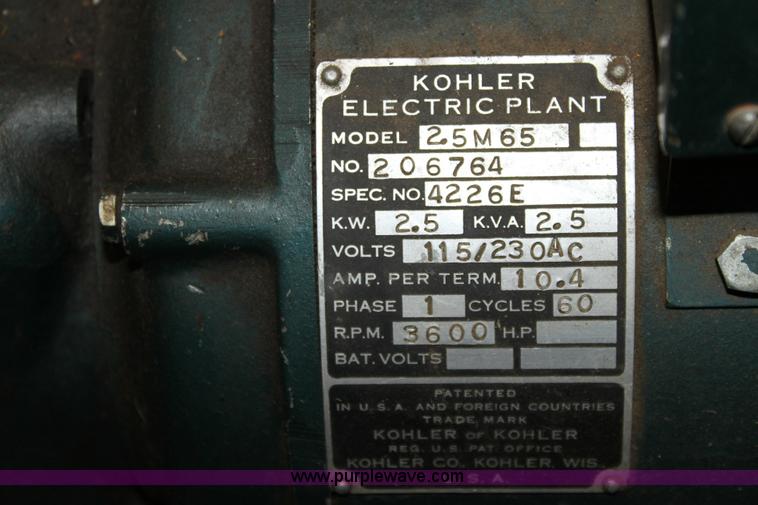 KOHLER
ELECTRIC PLANT
MODEL 2.5M65
NO. 206764
SPEC. NO. 4226E
K.W. 2.5 K.V.A. 2.5
VOLTS 115/230AC
AMP. PER TERM. 10.4
PHASE 1 CYCLES 60
R.P.M. 3600 H.P.
BAT. VOLTS
PATENTED
IN U.S.A. AND FOREIGN COUNTRIES
TRADE MARK
KOHLER OF KOHLER
REG. U.S. PAT. OFFICE
KOHLER CO. KOHLER, WIS.
www.purplewave.com
S.A.